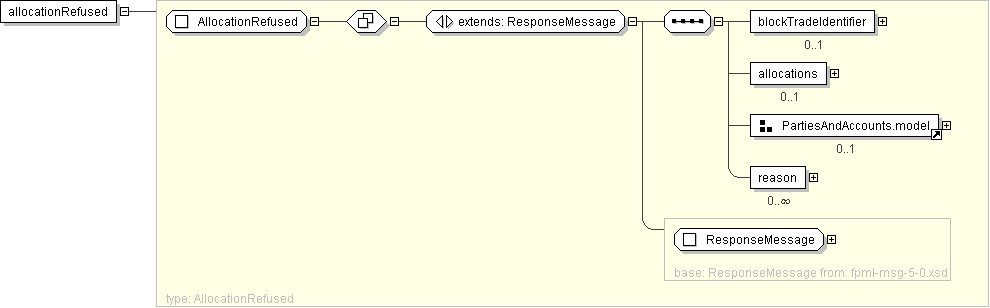 allocationRefused
AllocationRefused
extends: ResponseMessage
blockTradeIdentifier
0..1
allocations
0..1
PartiesAndAccounts.model
0..1
reason
0..∞
ResponseMessage
base: ResponseMessage from: fpml-msg-5-0.xsd
type: AllocationRefused